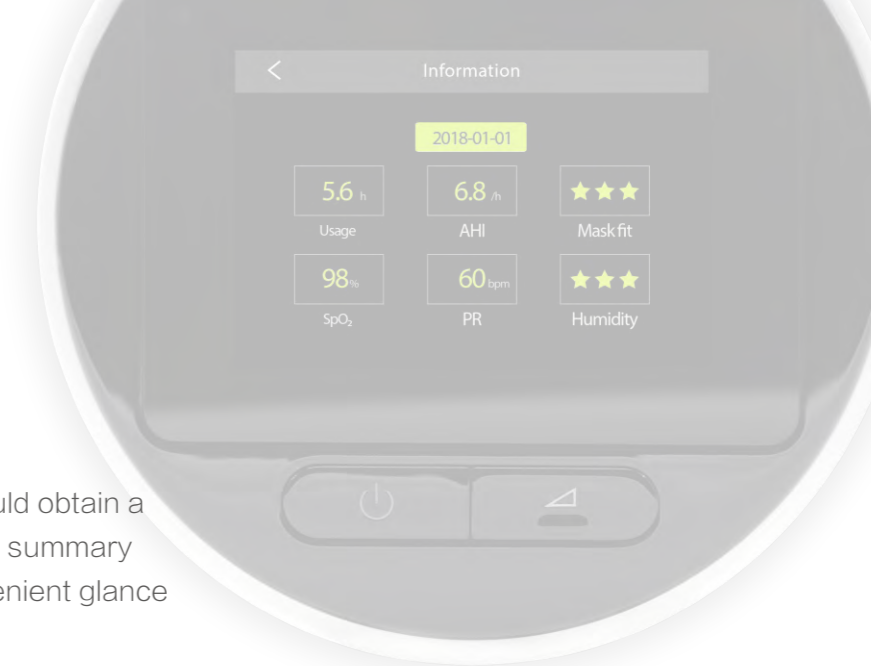 Information
2018-01-01
5.6 h
6.8 /h
Usage
AHI
Mask fit
98%
60 bpm
SpO₂
PR
Humidity
uld obtain a
summary
enient glance